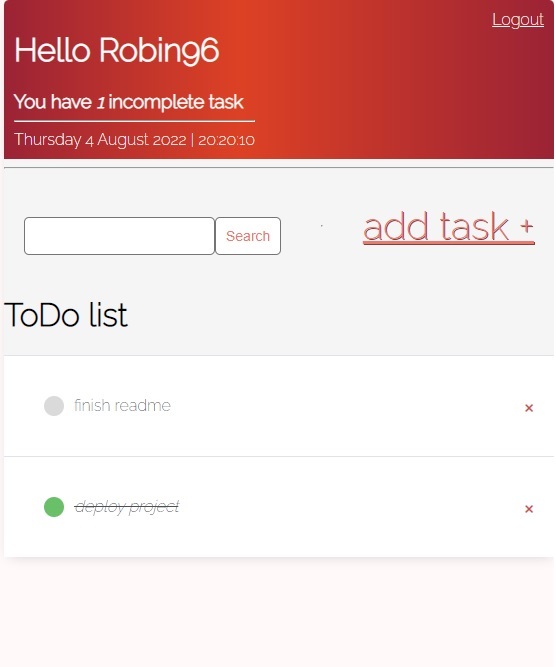 Logout
Hello Robin96
You have 1 incomplete task
Thursday 4 August 2022 | 20:20:10
Search
add task +
ToDo list
finish readme ×
deploy project ×